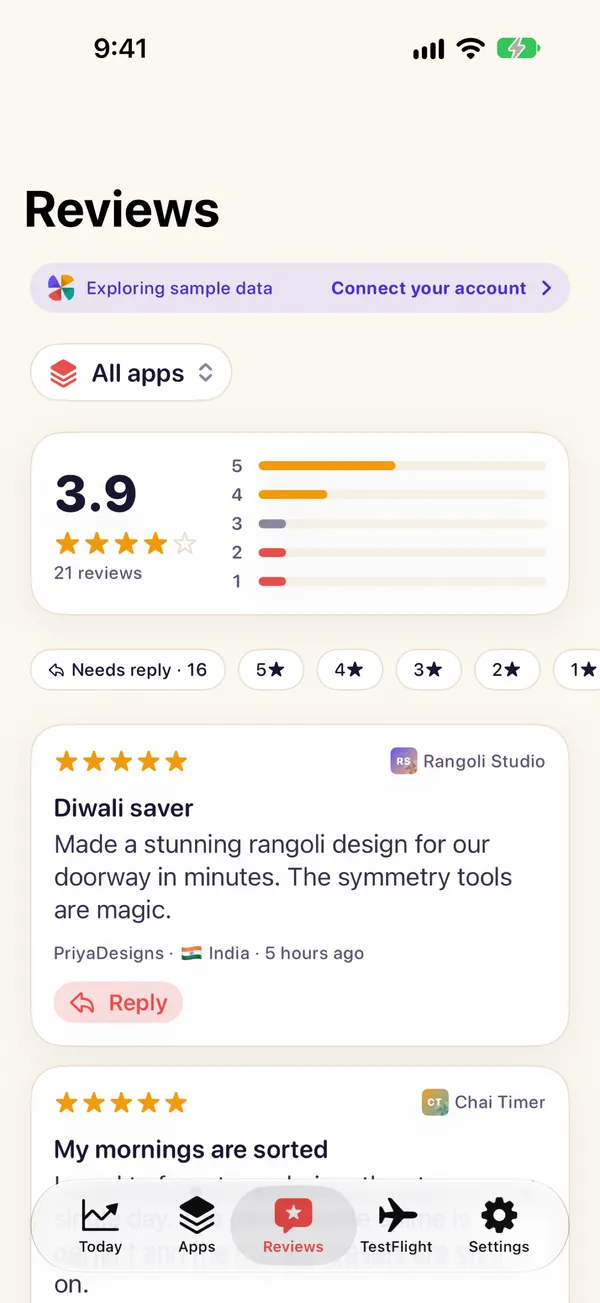 9:41
Reviews
Exploring sample data
Connect your account
All apps
3.9
21 reviews
5
4
3
2
1
Needs reply · 16
5★
4★
3★
2★
1★
RS Rangoli Studio
Diwali saver
Made a stunning rangoli design for our
doorway in minutes. The symmetry tools
are magic.
PriyaDesigns · 🇮🇳 India · 5 hours ago
Reply
CT Chai Timer
My mornings are sorted
on.
Today
Apps
Reviews
TestFlight
Settings